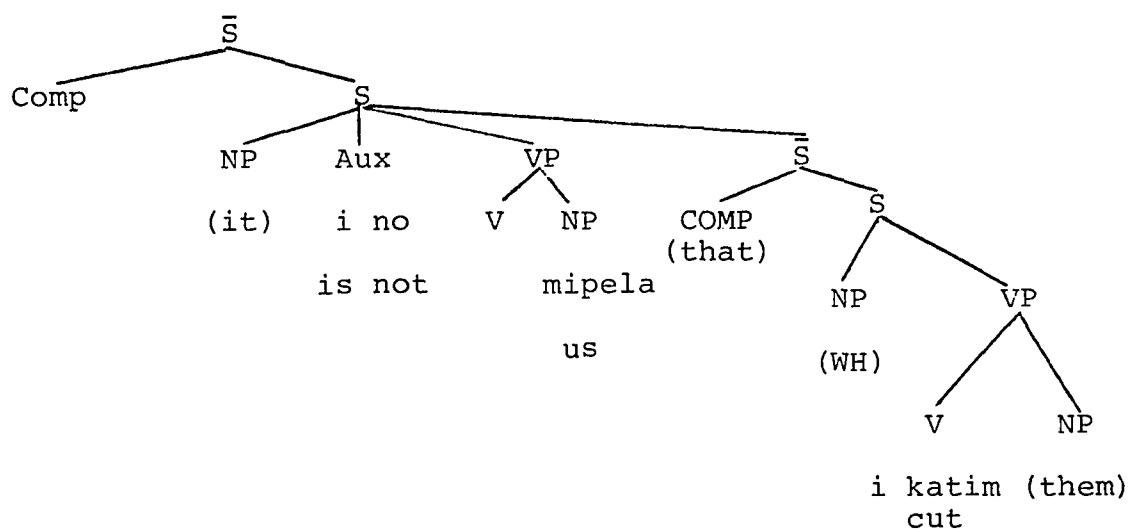 S̄
Comp S
NP Aux VP S̄
(it) i no V NP COMP S
(that)
is not mipela NP VP
us (WH)
V NP
i katim (them)
cut